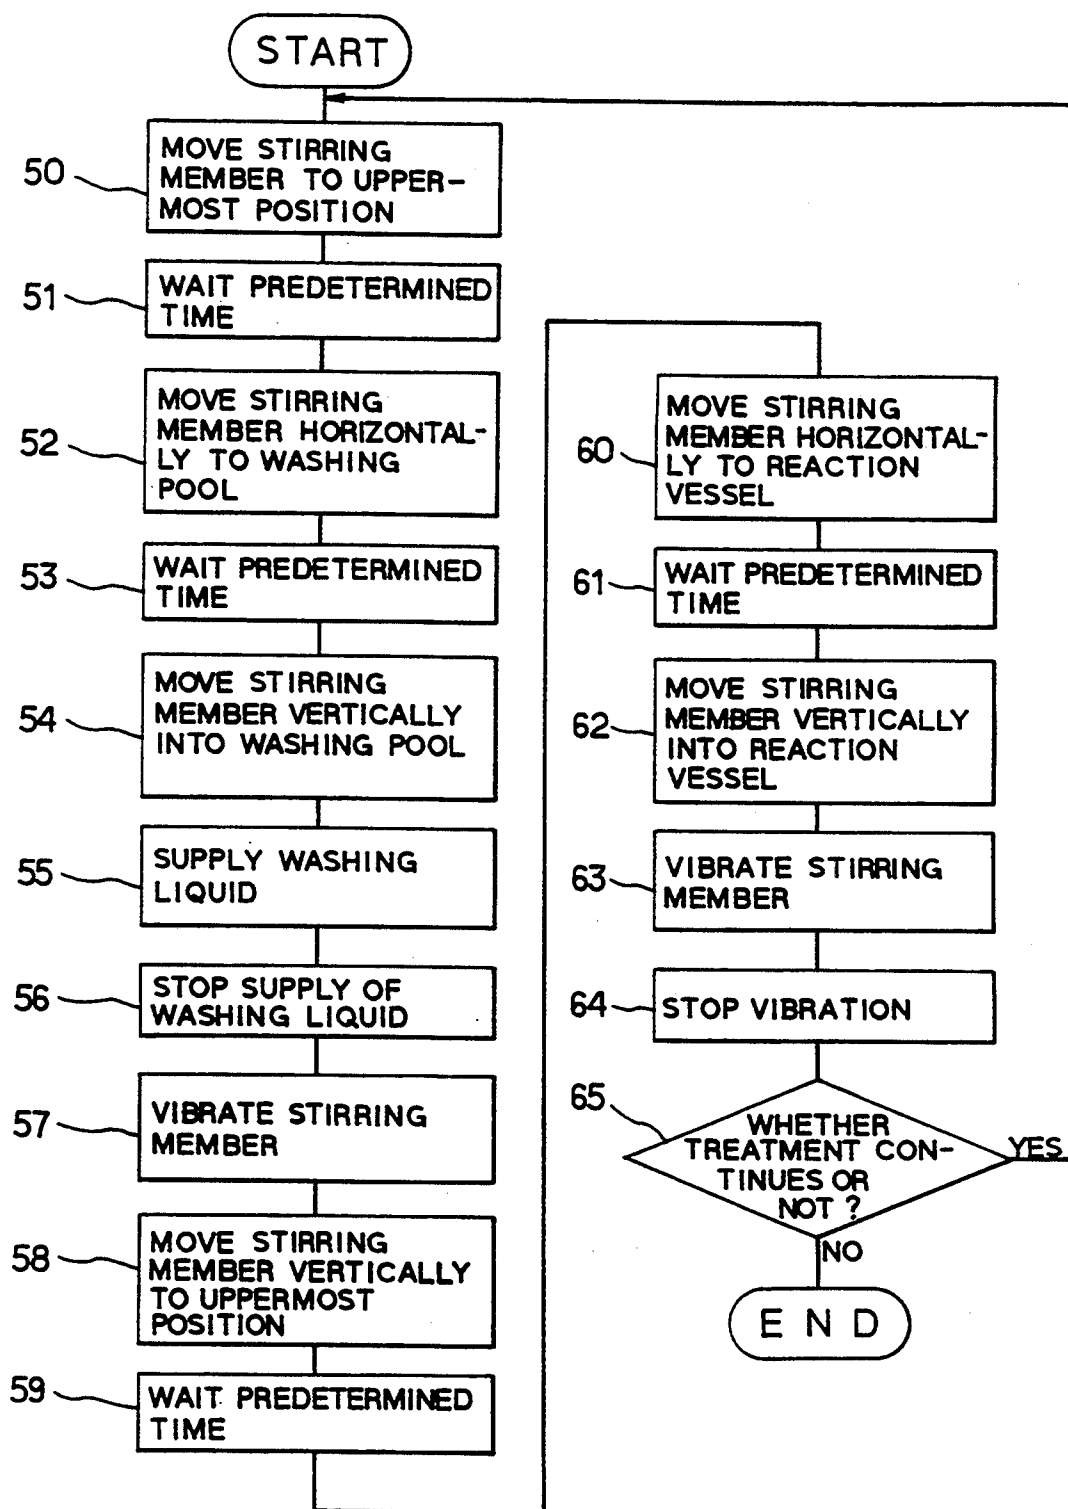 START
50
MOVE STIRRING
MEMBER TO UPPER-
MOST POSITION
51
WAIT PREDETERMINED
TIME
52
MOVE STIRRING
MEMBER HORIZONTAL-
LY TO WASHING
POOL
53
WAIT PREDETERMINED
TIME
54
MOVE STIRRING
MEMBER VERTICALLY
INTO WASHING POOL
55
SUPPLY WASHING
LIQUID
56
STOP SUPPLY OF
WASHING LIQUID
57
VIBRATE STIRRING
MEMBER
58
MOVE STIRRING
MEMBER VERTICALLY
TO UPPERMOST
POSITION
59
WAIT PREDETERMINED
TIME
60
MOVE STIRRING
MEMBER HORIZONTAL-
LY TO REACTION
VESSEL
61
WAIT PREDETERMINED
TIME
62
MOVE STIRRING
MEMBER VERTICALLY
INTO REACTION
VESSEL
63
VIBRATE STIRRING
MEMBER
64
STOP VIBRATION
65
WHETHER
TREATMENT CON-
TINUES OR
NOT ?
YES
NO
END